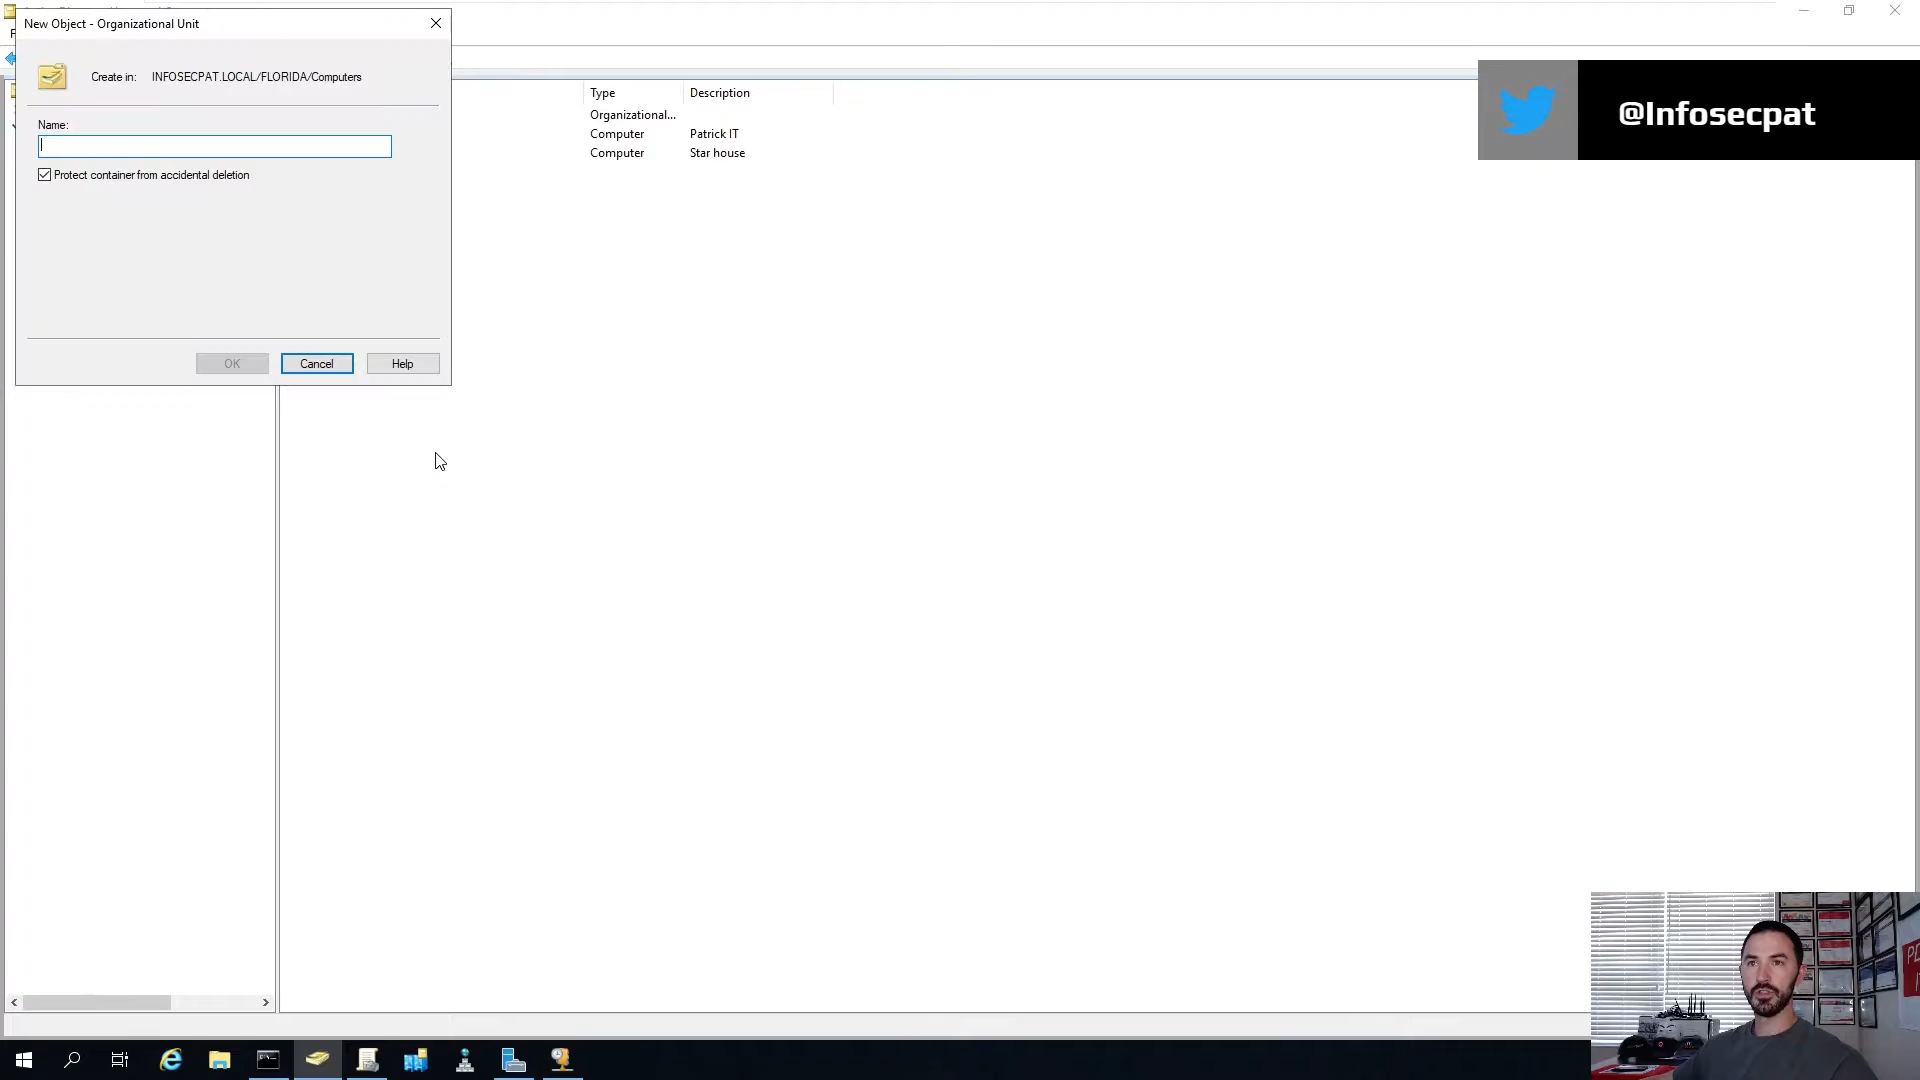 New Object - Organizational Unit
Create in: INFOSECPAT.LOCAL/FLORIDA/Computers
Name:
Protect container from accidental deletion
OK Cancel Help
Type Description
Organizational...
Computer Patrick IT
Computer Star house
@Infosecpat